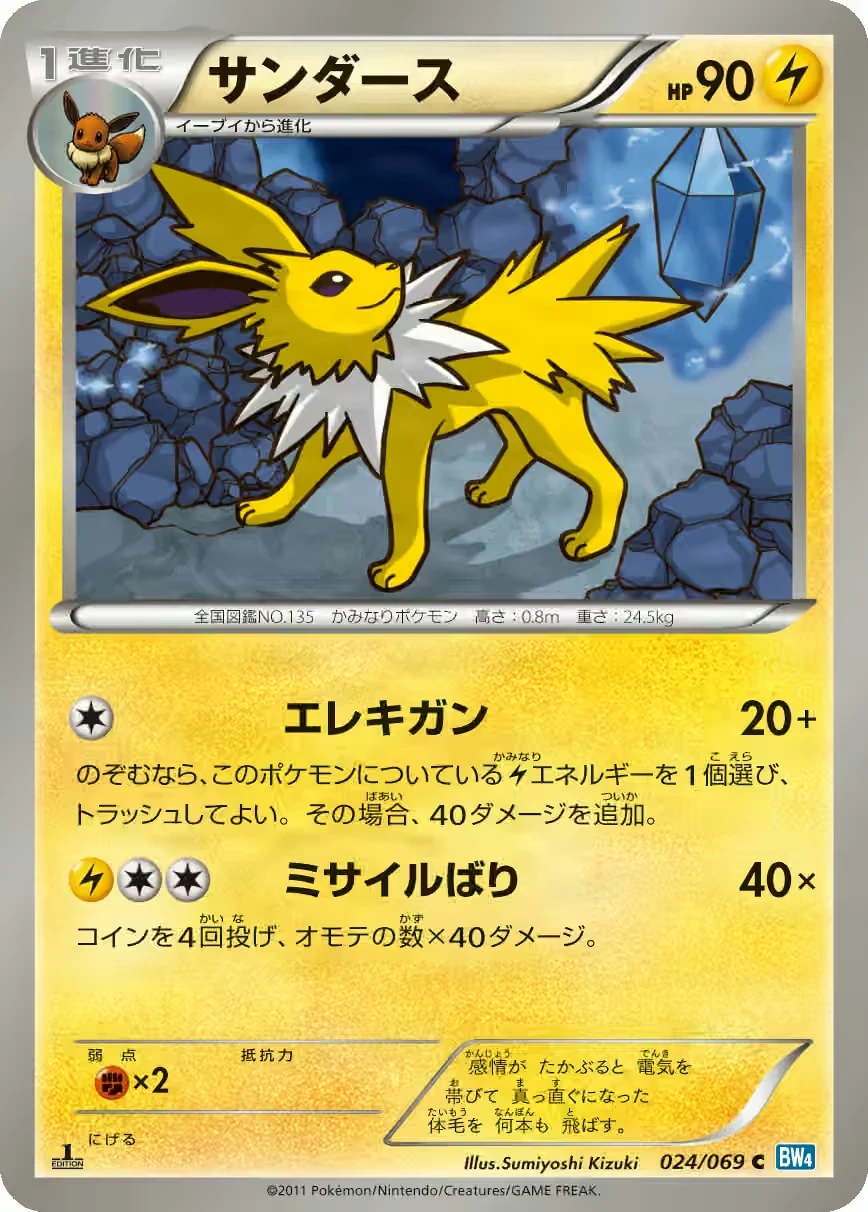 1進化
サンダース
HP90
イーブイから進化
全国図鑑NO.135 かみなりポケモン 高さ:0.8m 重さ:24.5kg
エレキガン 20+
のぞむなら、このポケモンについているエネルギーを1個選び、
トラッシュしてよい。その場合、40ダメージを追加。
ミサイルばり 40×
コインを4回投げ、オモテの数×40ダメージ。
弱点 抵抗力
×2
にげる
感情が たかぶると 電気を
帯びて 真っ直ぐになった
体毛を 何本も 飛ばす。
1 EDITION
Illus.Sumiyoshi Kizuki 024/069 C BW4
©2011 Pokémon/Nintendo/Creatures/GAME FREAK.